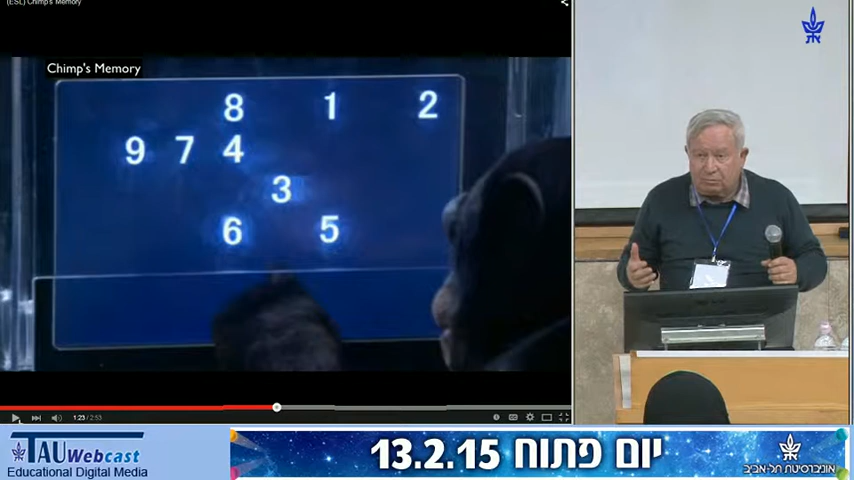 (ESL) Chimp's Memory
Chimp's Memory
8 1 2
9 7 4
3
6 5
1:23 / 2:53
TAU Webcast
Educational Digital Media
יום פתוח 13.2.15
אוניברסיטת תל-אביב